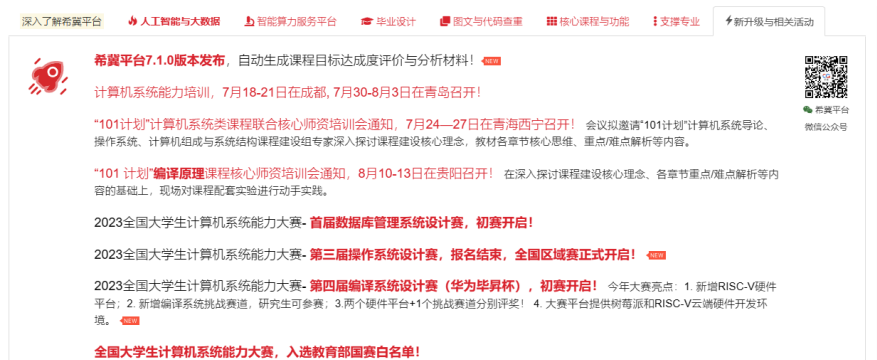 深入了解希冀平台 人工智能与大数据 智能算力服务平台 毕业设计 图文与代码查重 核心课程与功能 支撑专业 新升级与相关活动
希冀平台7.1.0版本发布，自动生成课程目标达成度评价与分析材料！ NEW
计算机系统能力培训，7月18-21日在成都, 7月30-8月3日在青岛召开！
“101计划”计算机系统类课程联合核心师资培训会通知，7月24—27日在青海西宁召开！ 会议拟邀请“101计划”计算机系统导论、
操作系统、计算机组成与系统结构课程建设组专家深入探讨课程建设核心理念，教材各章节核心思维、重点/难点解析等内容。
“101 计划”编译原理课程核心师资培训会通知，8月10-13日在贵阳召开！ 在深入探讨课程建设核心理念、各章节重点/难点解析等内
容的基础上，现场对课程配套实验进行动手实践。
2023全国大学生计算机系统能力大赛- 首届数据库管理系统设计赛，初赛开启！
2023全国大学生计算机系统能力大赛- 第三届操作系统设计赛，报名结束，全国区域赛正式开启！ NEW
2023全国大学生计算机系统能力大赛- 第四届编译系统设计赛（华为毕昇杯），初赛开启！ 今年大赛亮点：1. 新增RISC-V硬件
平台；2. 新增编译系统挑战赛道，研究生可参赛；3.两个硬件平台+1个挑战赛道分别评奖！ 4. 大赛平台提供树莓派和RISC-V云端硬件开发环
境。 NEW
全国大学生计算机系统能力大赛，入选教育部国赛白名单！
希冀平台
微信公众号